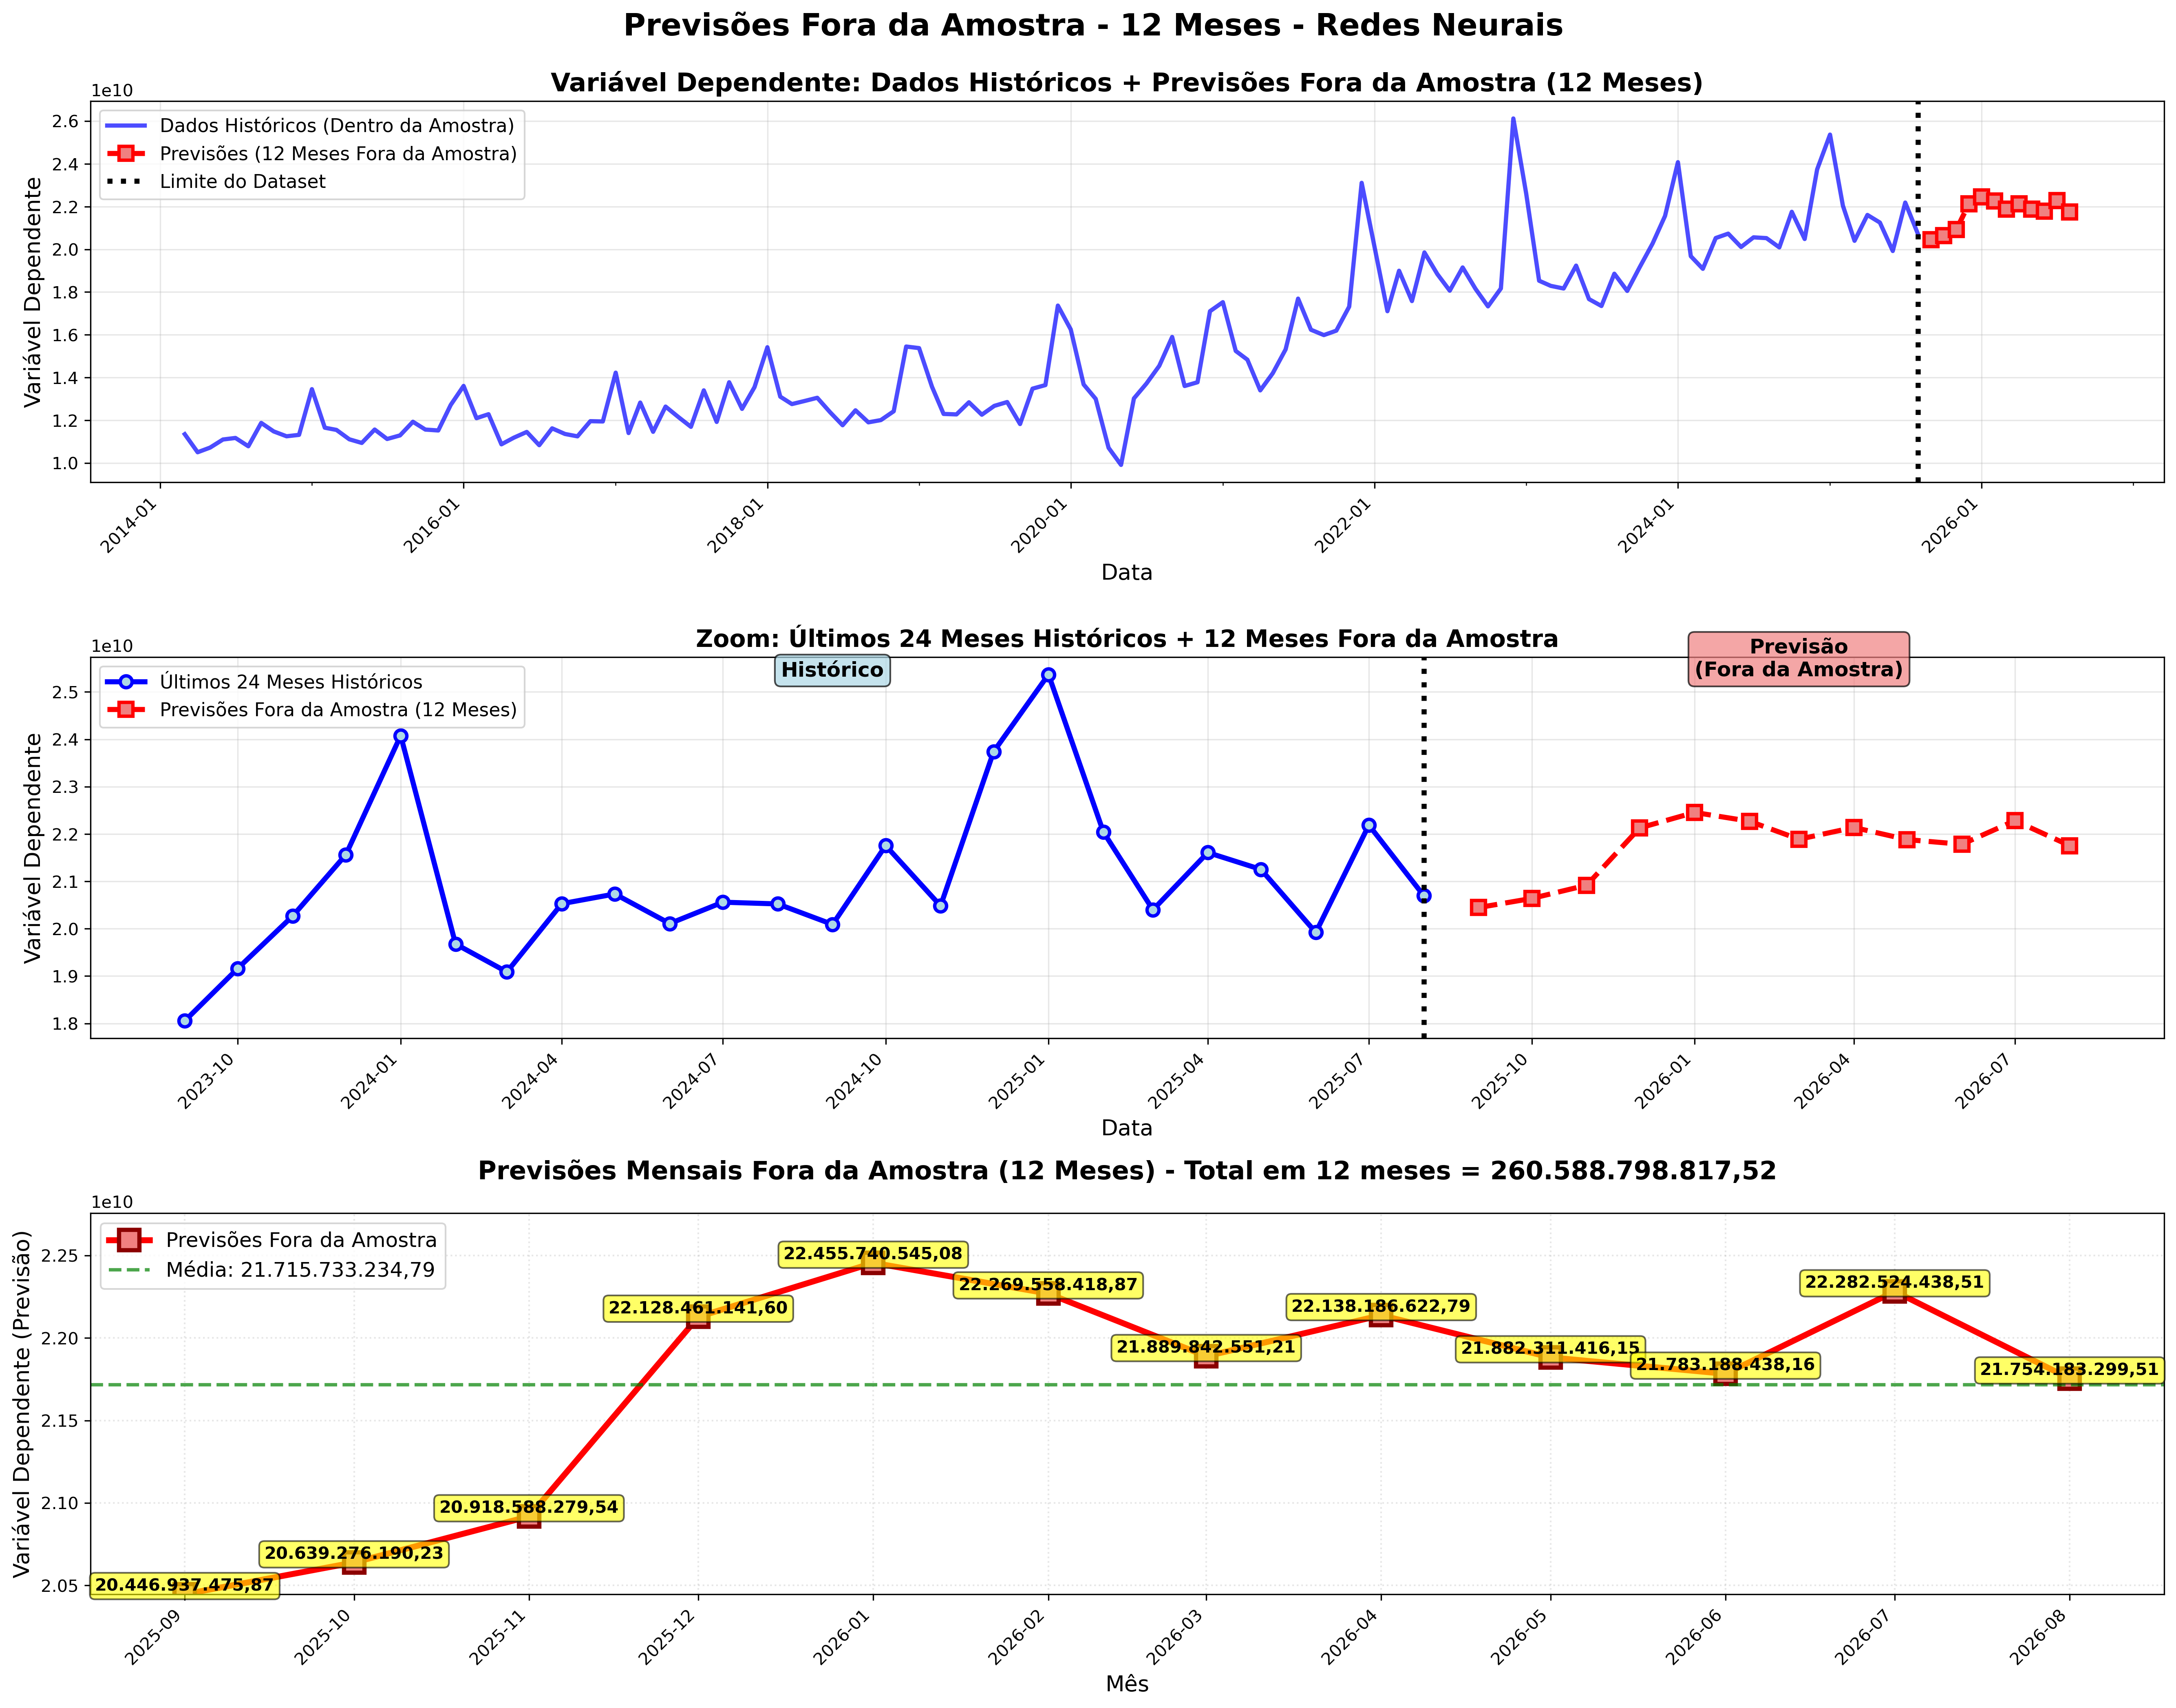 Previsões Fora da Amostra - 12 Meses - Redes Neurais
Variável Dependente: Dados Históricos + Previsões Fora da Amostra (12 Meses)
1e10
Dados Históricos (Dentro da Amostra)
Previsões (12 Meses Fora da Amostra)
Limite do Dataset
Variável Dependente
2.6
2.4
2.2
2.0
1.8
1.6
1.4
1.2
1.0
2014-01
2016-01
2018-01
2020-01
2022-01
2024-01
2026-01
Data
Zoom: Últimos 24 Meses Históricos + 12 Meses Fora da Amostra
1e10
Últimos 24 Meses Históricos
Previsões Fora da Amostra (12 Meses)
Histórico
Previsão
(Fora da Amostra)
Variável Dependente
2.5
2.4
2.3
2.2
2.1
2.0
1.9
1.8
2023-10
2024-01
2024-04
2024-07
2024-10
2025-01
2025-04
2025-07
2025-10
2026-01
2026-04
2026-07
Data
Previsões Mensais Fora da Amostra (12 Meses) - Total em 12 meses = 260.588.798.817,52
1e10
Previsões Fora da Amostra
Média: 21.715.733.234,79
Variável Dependente (Previsão)
2.25
2.20
2.15
2.10
2.05
20.446.937.475,87
20.639.276.190,23
20.918.588.279,54
22.128.461.141,60
22.455.740.545,08
22.269.558.418,87
21.889.842.551,21
22.138.186.622,79
21.882.311.416,15
21.783.188.438,16
22.282.524.438,51
21.754.183.299,51
2025-09
2025-10
2025-11
2025-12
2026-01
2026-02
2026-03
2026-04
2026-05
2026-06
2026-07
2026-08
Mês